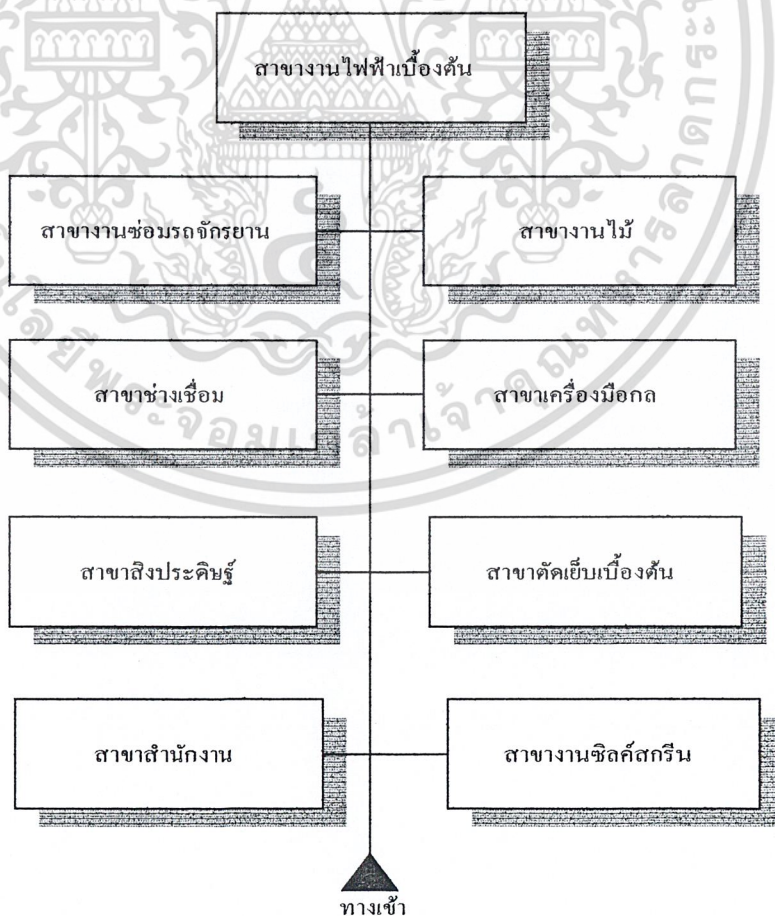 สาขางานไฟฟ้าเบื้องต้น
สาขางานซ่อมรถจักรยาน
สาขางานไม้
สาขาช่างเชื่อม
สาขาเครื่องมือกล
สาขาสิ่งประดิษฐ์
สาขาตัดเย็บเบื้องต้น
สาขาสำนักงาน
สาขางานซิลค์สกรีน
ทางเข้า